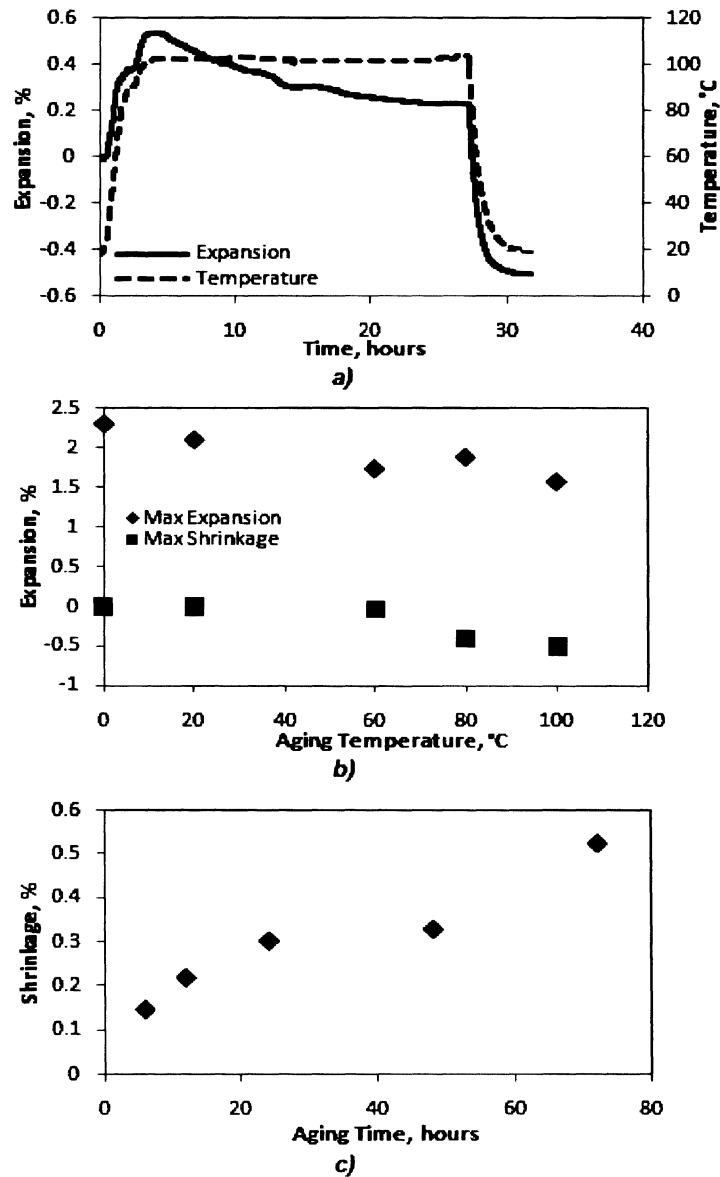 0.6
0.4
0.2
0
-0.2
-0.4
-0.6
Expansion, %
120
100
80
60
40
20
0
Temperature, °C
Expansion
Temperature
0 10 20 30 40
Time, hours
a)
2.5
2
1.5
1
0.5
0
-0.5
-1
Expansion, %
Max Expansion
Max Shrinkage
0 20 40 60 80 100 120
Aging Temperature, °C
b)
0.6
0.5
0.4
0.3
0.2
0.1
0
Shrinkage, %
0 20 40 60 80
Aging Time, hours
c)